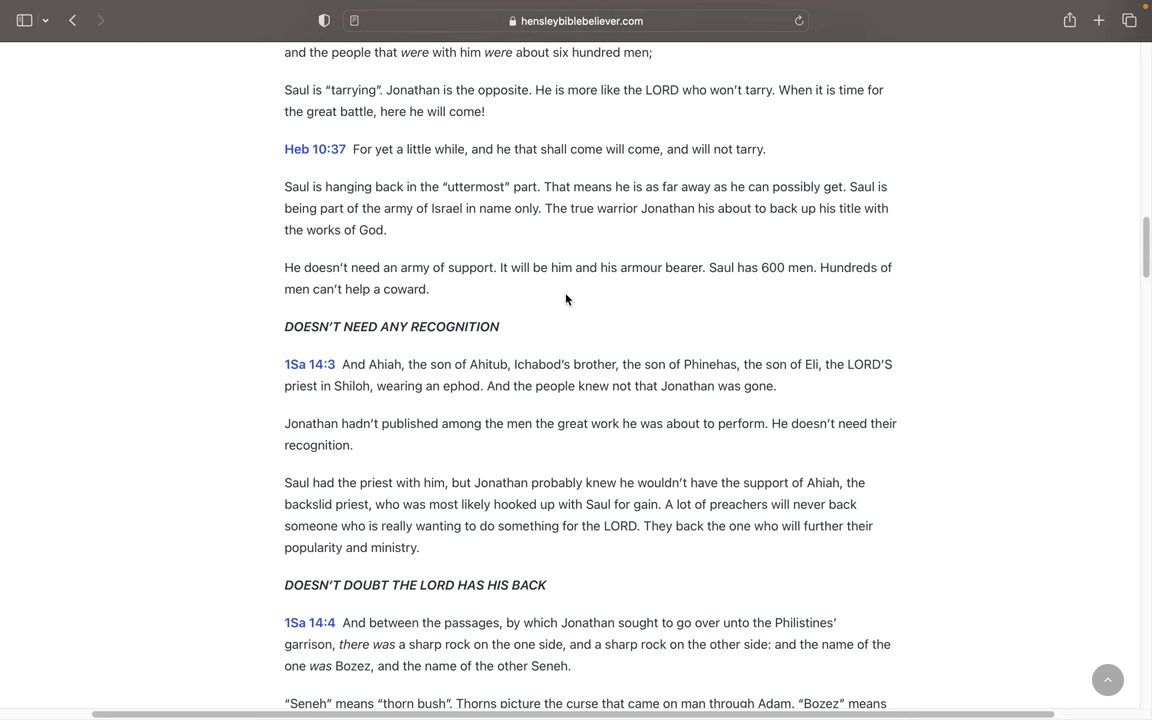 hensleybiblebeliever.com
and the people that were with him were about six hundred men;
Saul is “tarrying”. Jonathan is the opposite. He is more like the LORD who won’t tarry. When it is time for
the great battle, here he will come!
Heb 10:37 For yet a little while, and he that shall come will come, and will not tarry.
Saul is hanging back in the “uttermost” part. That means he is as far away as he can possibly get. Saul is
being part of the army of Israel in name only. The true warrior Jonathan his about to back up his title with
the works of God.
He doesn’t need an army of support. It will be him and his armour bearer. Saul has 600 men. Hundreds of
men can’t help a coward.
DOESN’T NEED ANY RECOGNITION
1Sa 14:3 And Ahiah, the son of Ahitub, Ichabod’s brother, the son of Phinehas, the son of Eli, the LORD’S
priest in Shiloh, wearing an ephod. And the people knew not that Jonathan was gone.
Jonathan hadn’t published among the men the great work he was about to perform. He doesn’t need their
recognition.
Saul had the priest with him, but Jonathan probably knew he wouldn’t have the support of Ahiah, the
backslid priest, who was most likely hooked up with Saul for gain. A lot of preachers will never back
someone who is really wanting to do something for the LORD. They back the one who will further their
popularity and ministry.
DOESN’T DOUBT THE LORD HAS HIS BACK
1Sa 14:4 And between the passages, by which Jonathan sought to go over unto the Philistines’
garrison, there was a sharp rock on the one side, and a sharp rock on the other side: and the name of the
one was Bozez, and the name of the other Seneh.
“Seneh” means “thorn bush”. Thorns picture the curse that came on man through Adam. “Bozez” means